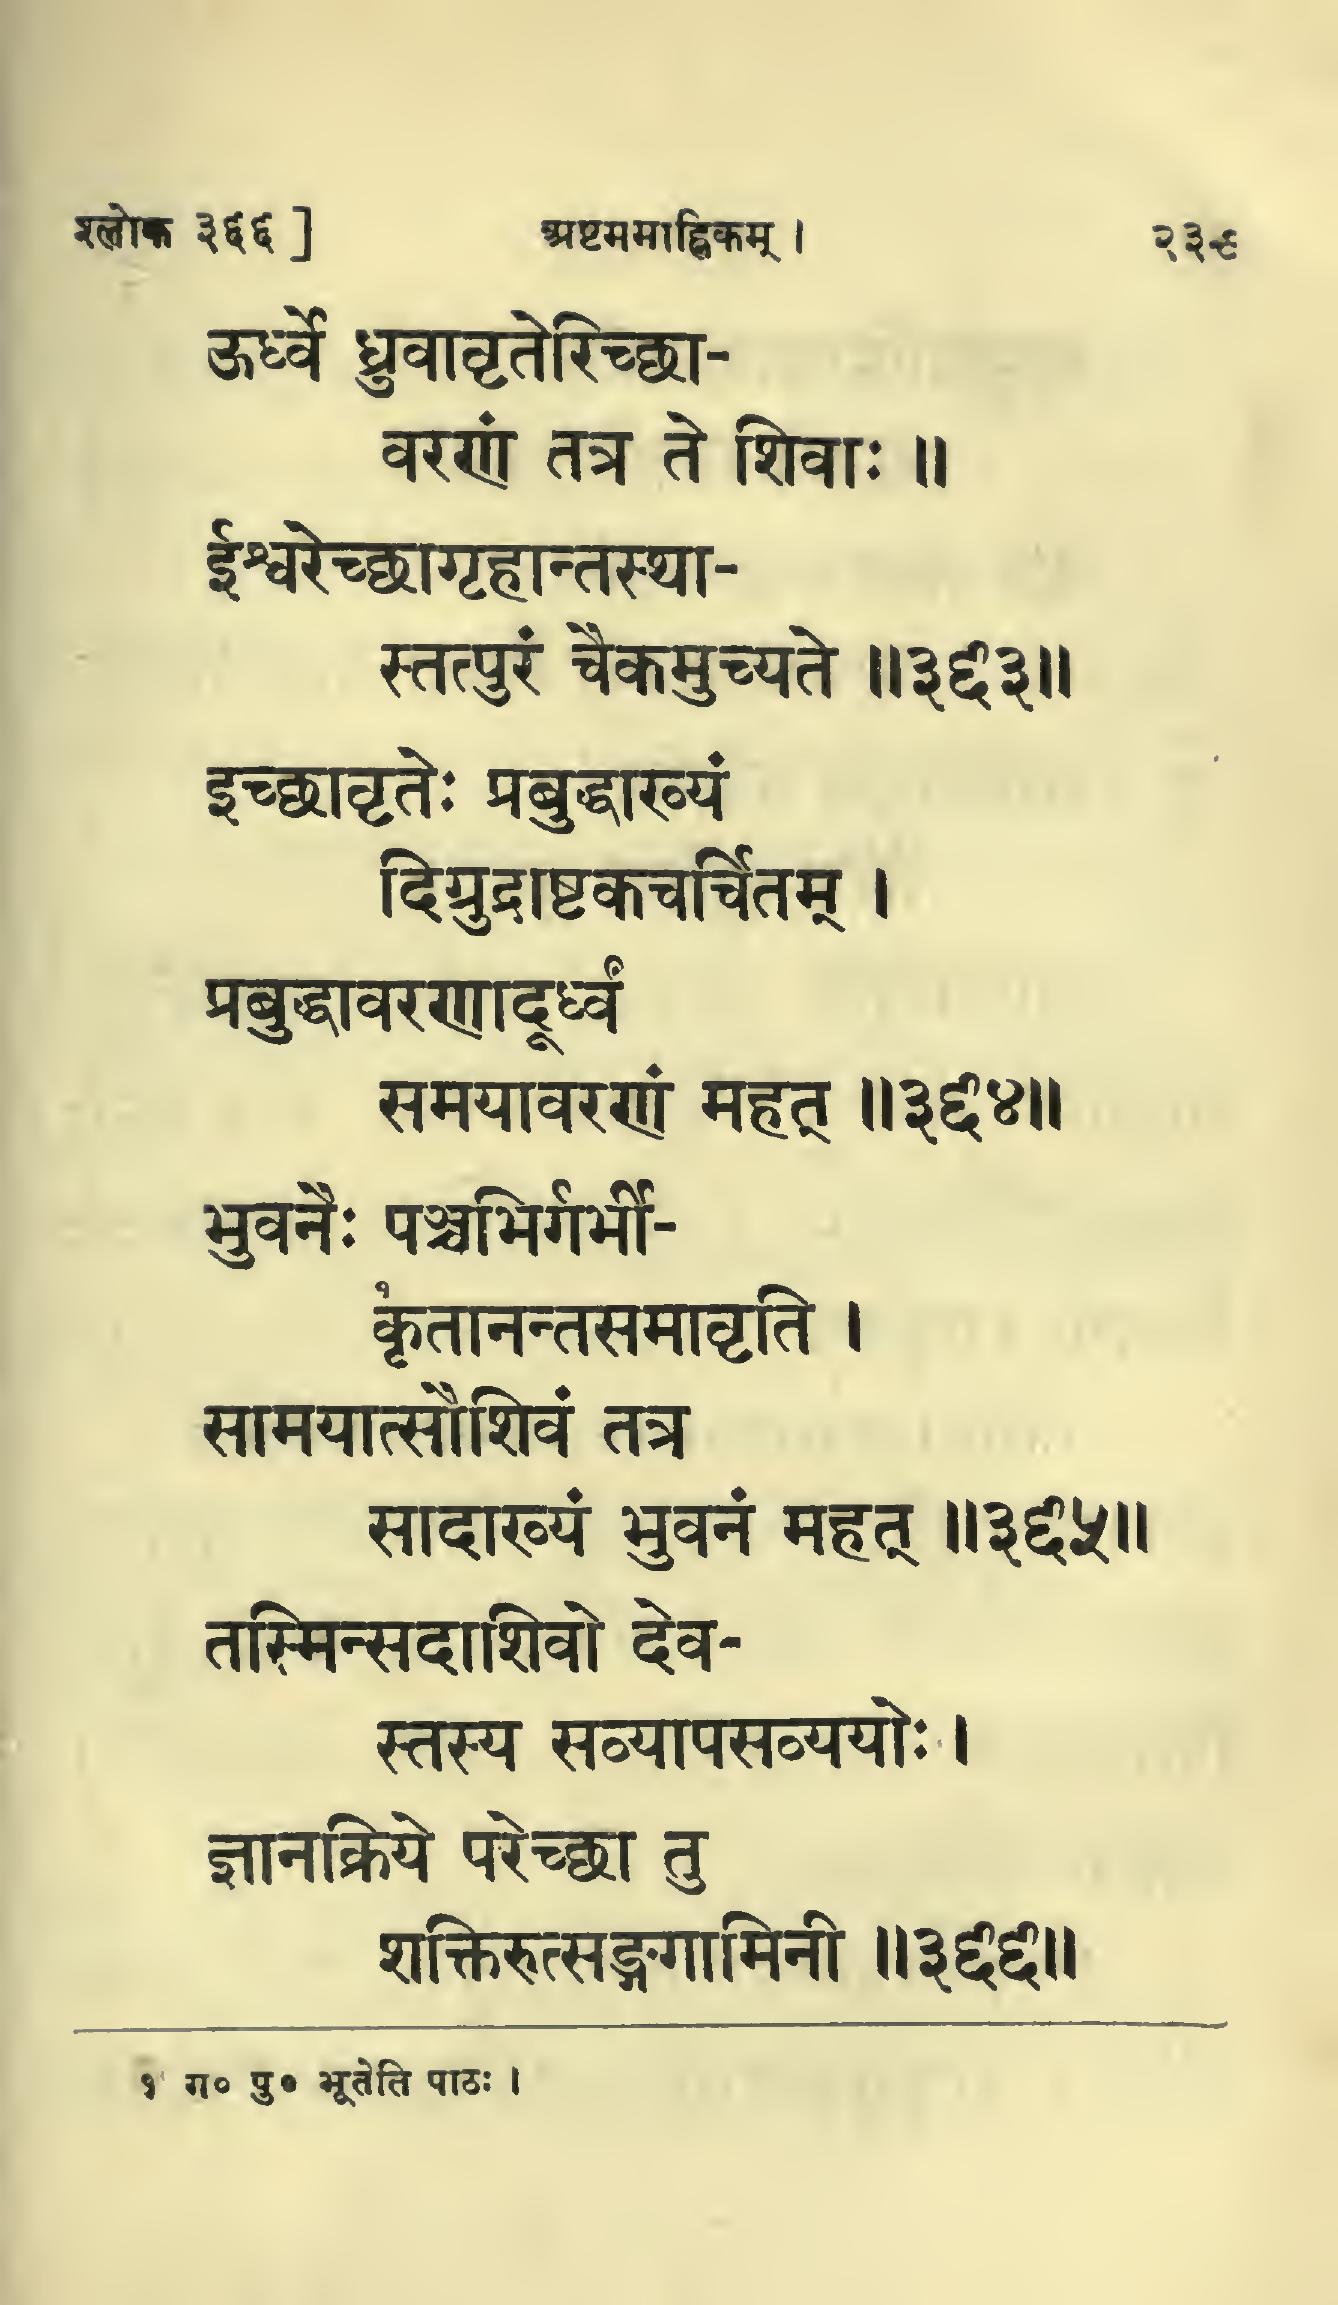 श्लोक ३६६ ] अष्टममाह्निकम् । २३९
ऊर्ध्वे ध्रुवावृतेरिच्छा-
वरणं तत्र ते शिवाः ॥
ईश्वरेच्छागृहान्तस्था-
स्तत्पुरं चैकमुच्यते ॥३६३॥
इच्छावृतेः प्रबुद्धाख्यं
दिग्रुद्राष्टकचर्चितम् ।
प्रबुद्धावरणादूर्ध्वं
समयावरणं महत् ॥३६४॥
भुवनैः पञ्चभिर्गर्भी-
१
कृतानन्तसमावृति ।
सामयात्सौशिवं तत्र
सादाख्यं भुवनं महत् ॥३६५॥
तस्मिन्सदाशिवो देव-
स्तस्य सव्यापसव्ययोः ।
ज्ञानक्रिये परेच्छा तु
शक्तिरुत्सङ्गगामिनी ॥३६६॥
१ ग० पु० भूतेति पाठः ।